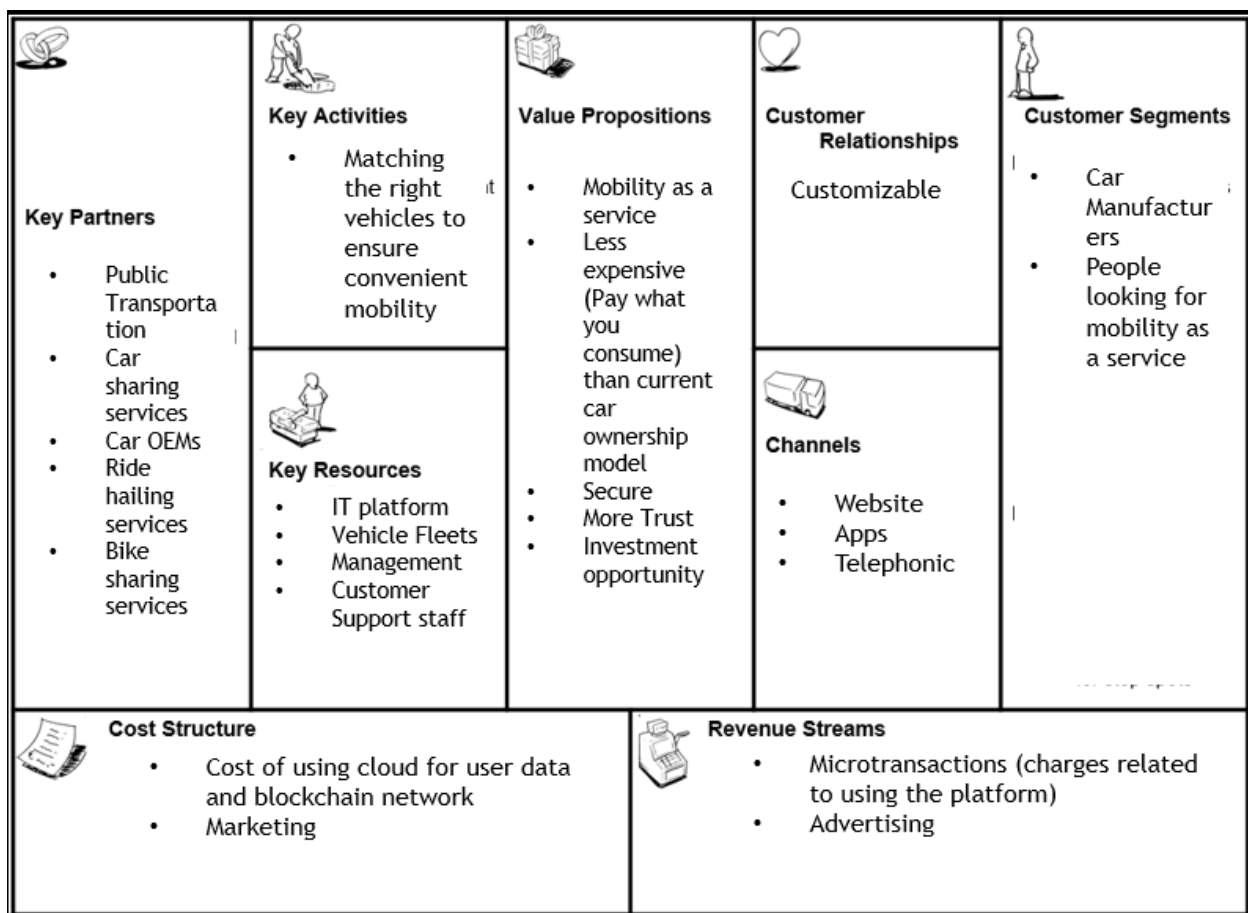 Key Partners
• Public
Transporta
tion
• Car
sharing
services
• Car OEMs
• Ride
hailing
services
• Bike
sharing
services
Key Activities
• Matching
the right
vehicles to
ensure
convenient
mobility
Key Resources
• IT platform
• Vehicle Fleets
• Management
• Customer
Support staff
Value Propositions
• Mobility as a
service
• Less
expensive
(Pay what
you
consume)
than current
car
ownership
model
• Secure
• More Trust
• Investment
opportunity
Customer
Relationships
Customizable
Channels
• Website
• Apps
• Telephonic
Customer Segments
• Car
Manufactur
ers
• People
looking for
mobility as
a service
Cost Structure
• Cost of using cloud for user data
and blockchain network
• Marketing
Revenue Streams
• Microtransactions (charges related
to using the platform)
• Advertising